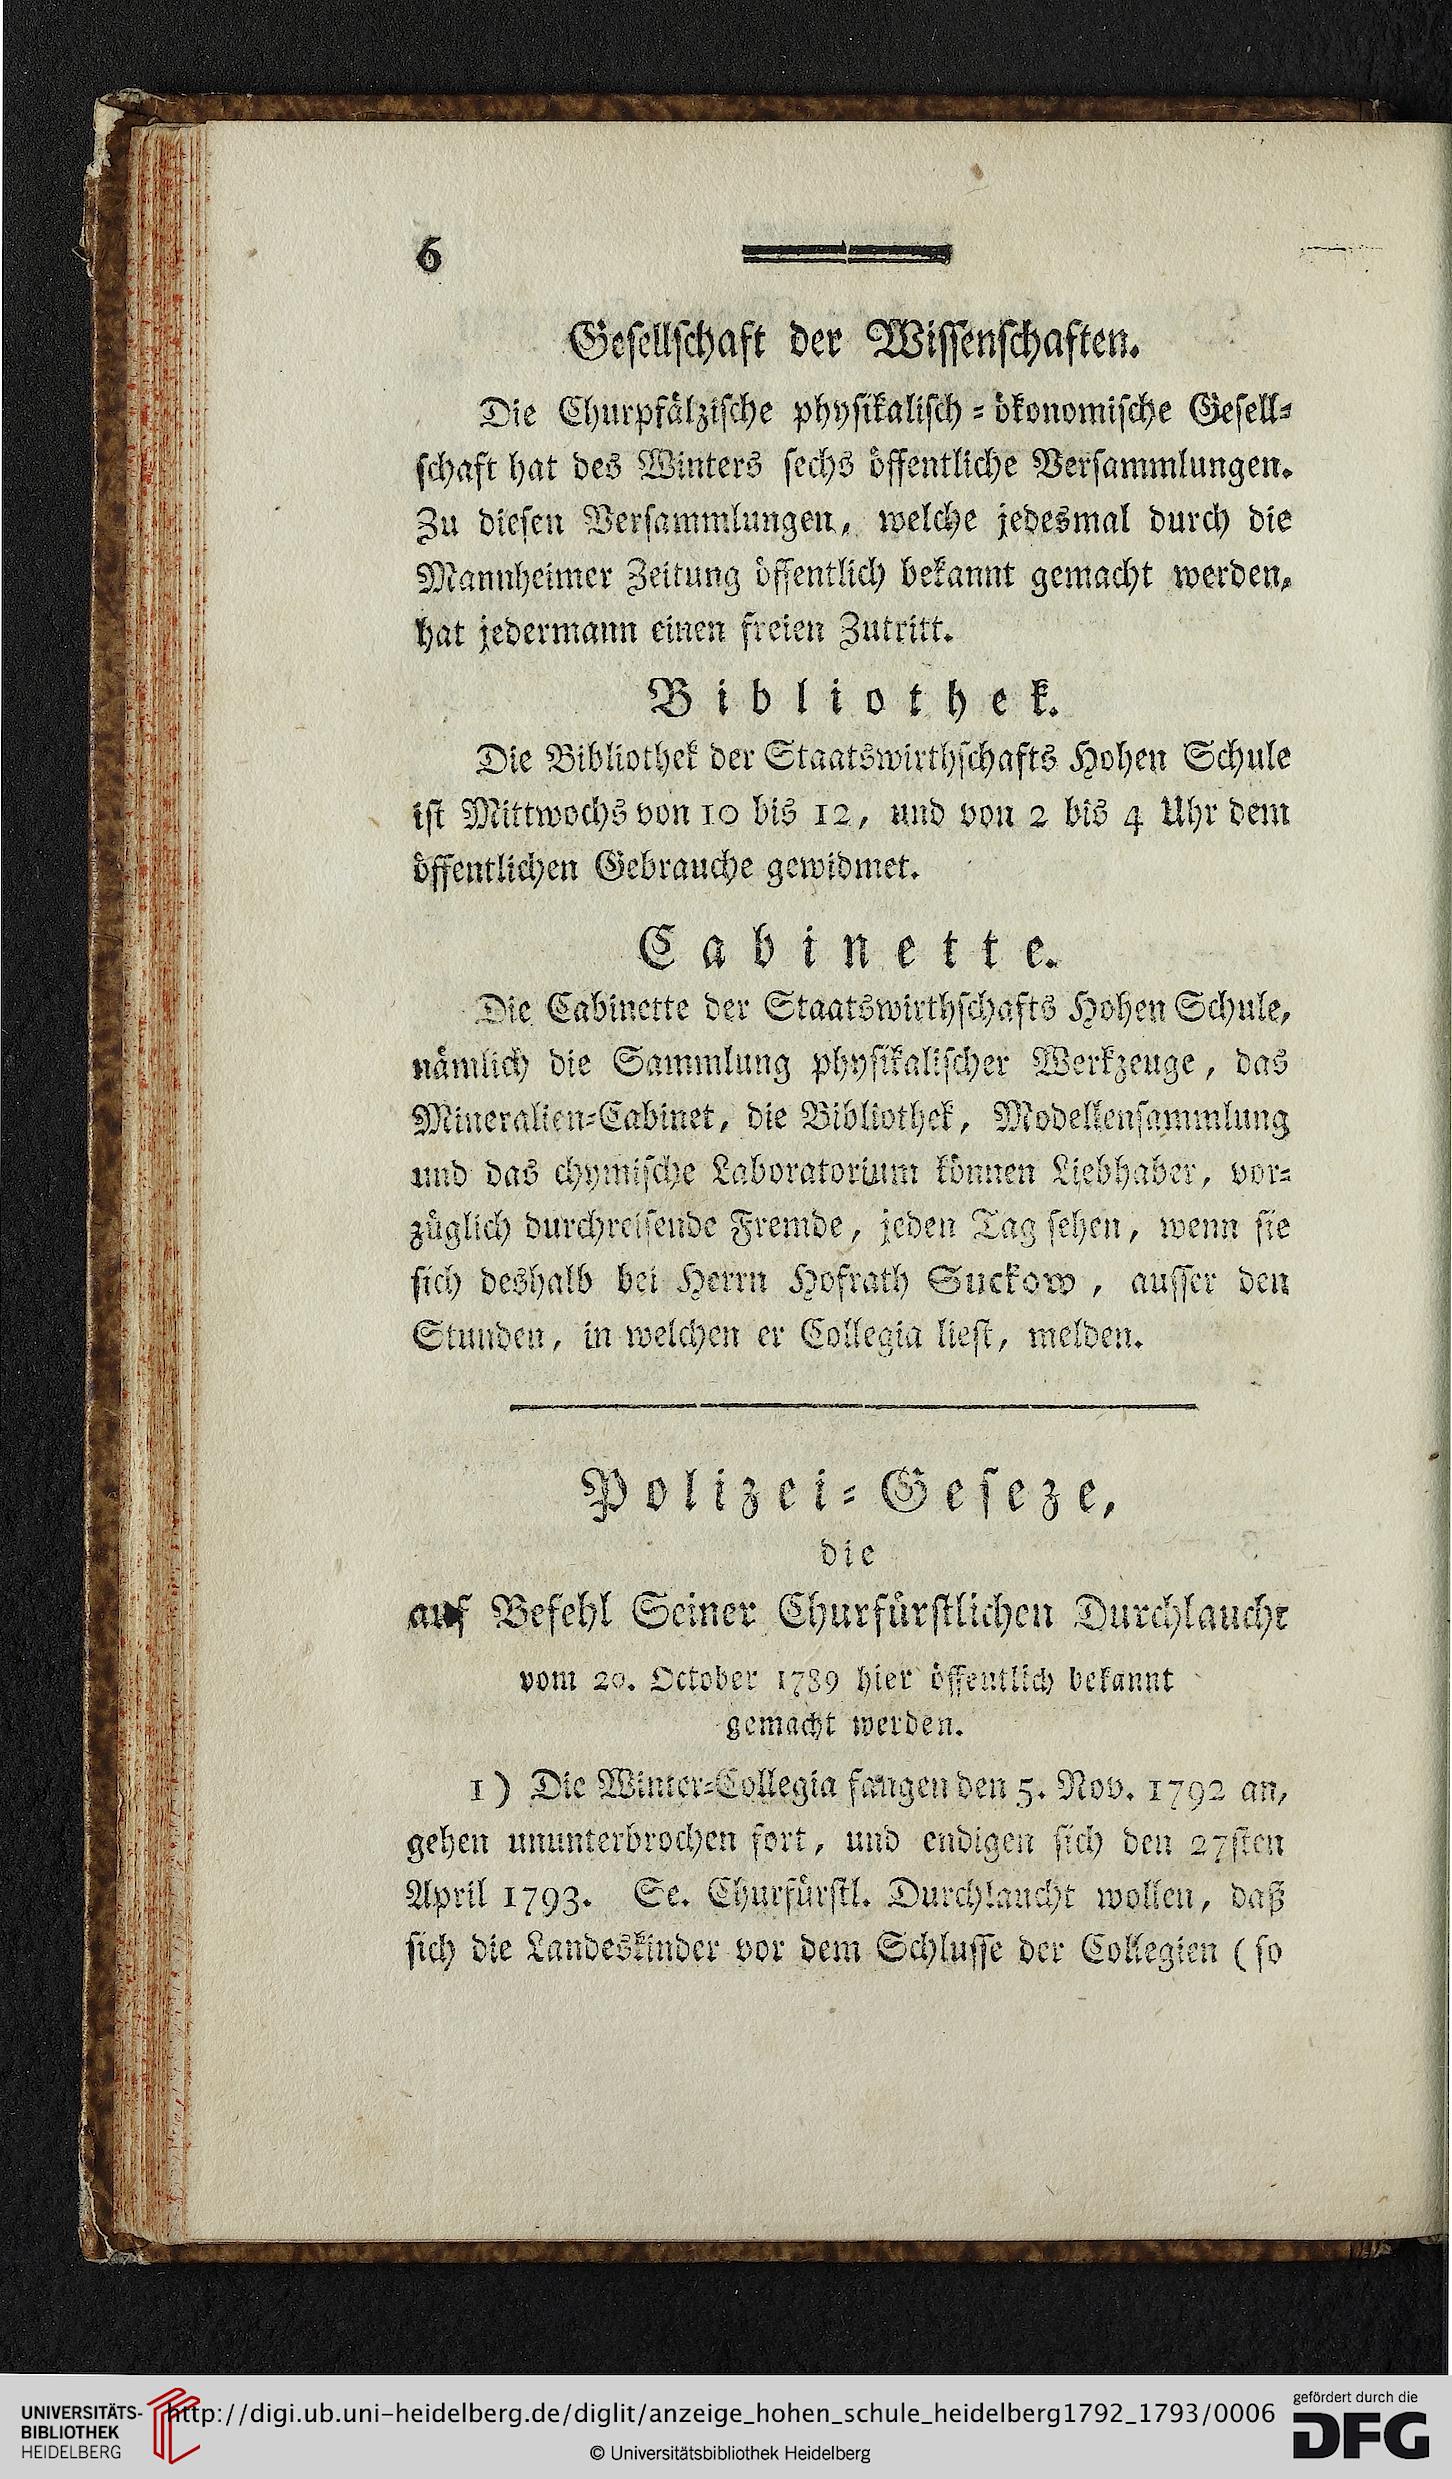 6
Gesellschaft der Wissenschaften.
Die Churpfälzische physikalisch-ökonomische Gesell-
schaft hat des Winters sechs öffentliche Versammlungen.
Zu diesen Versammlungen, welche jedesmal durch die
Mannheimer Zeitung öffentlich bekannt gemacht werden,
hat jedermann einen freien Zutritt.
Bibliothek.
Die Bibliothek der Staatswirthschafts Hohen Schule
ist Mittwochs von 10 bis 12, und von 2 bis 4 Uhr dem
öffentlichen Gebrauche gewidmet.
Cabinette.
Die Cabinette der Staatswirthschafts Hohen Schule,
nämlich die Sammlung physikalischer Werkzeuge, das
Mineralien-Cabinet, die Bibliothek, Modellensammlung
und das chymische Laboratorium können Liebhaber, vor-
züglich durchreisende Fremde, jeden Tag sehen, wenn sie
sich deshalb bei Herrn Hofrath Suckow, ausser den
Stunden, in welchen er Collegia liest, melden.
Polizei-Geseze,
die
auf Befehl Seiner Churfürstlichen Durchlaucht
vom 20. October 1789 hier öffentlich bekannt
gemacht werden.
1) Die Winter-Collegia fangen den 5. Nov. 1792 an,
gehen ununterbrochen fort, und endigen sich den 27sten
April 1793. Se. Churfürstl. Durchlaucht wollen, daß
sich die Landeskinder vor dem Schlusse der Collegien (so
UNIVERSITÄTS-
BIBLIOTHEK
HEIDELBERG
http://digi.ub.uni-heidelberg.de/diglit/anzeige_hohen_schule_heidelberg1792_1793/0006
© Universitätsbibliothek Heidelberg
gefördert durch die
DFG